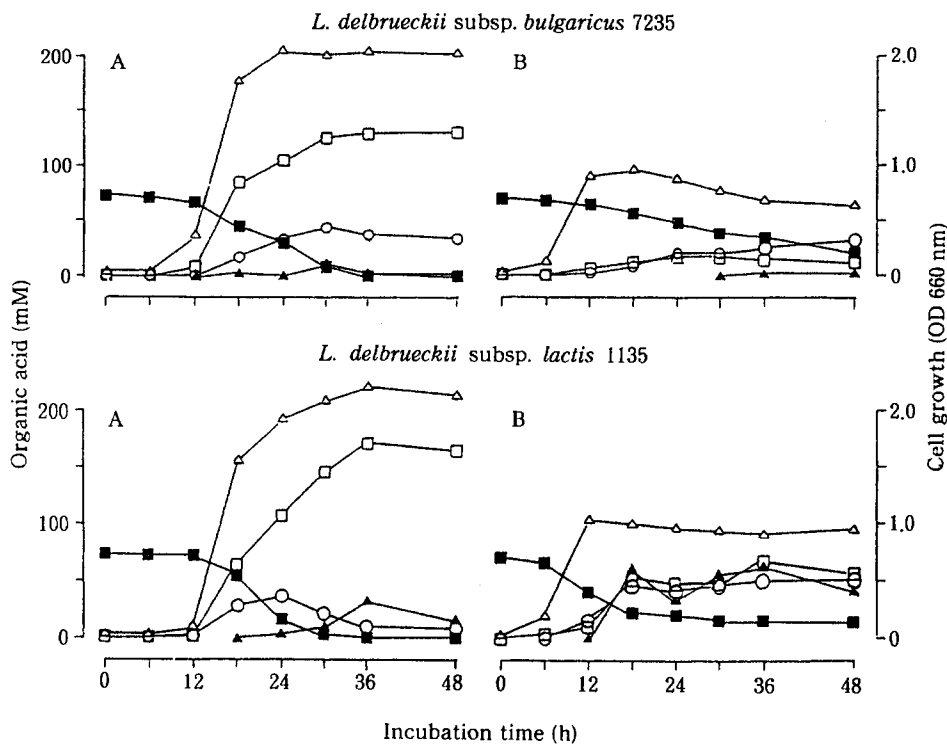 L. delbrueckii subsp. bulgaricus 7235
A
B
200
100
0
2.0
1.0
0
L. delbrueckii subsp. lactis 1135
A
B
200
100
0
2.0
1.0
0
0 12 24 36 48
0 12 24 36 48
Organic acid (mM)
Cell growth (OD 660 nm)
Incubation time (h)